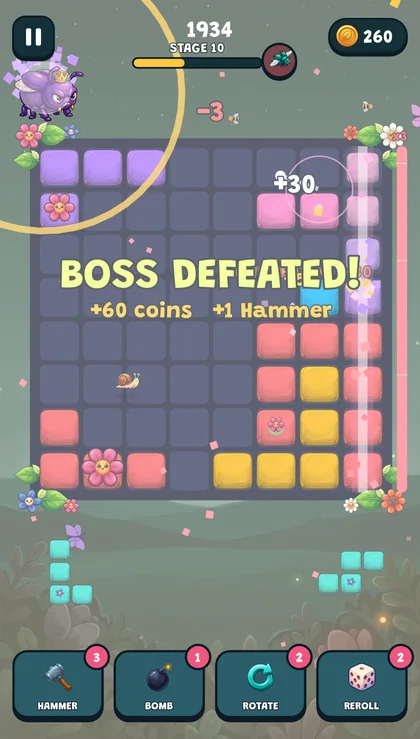 1934
STAGE 10
260
-3
+30
BOSS DEFEATED!
+60 coins +1 Hammer
3
HAMMER
1
BOMB
2
ROTATE
2
REROLL